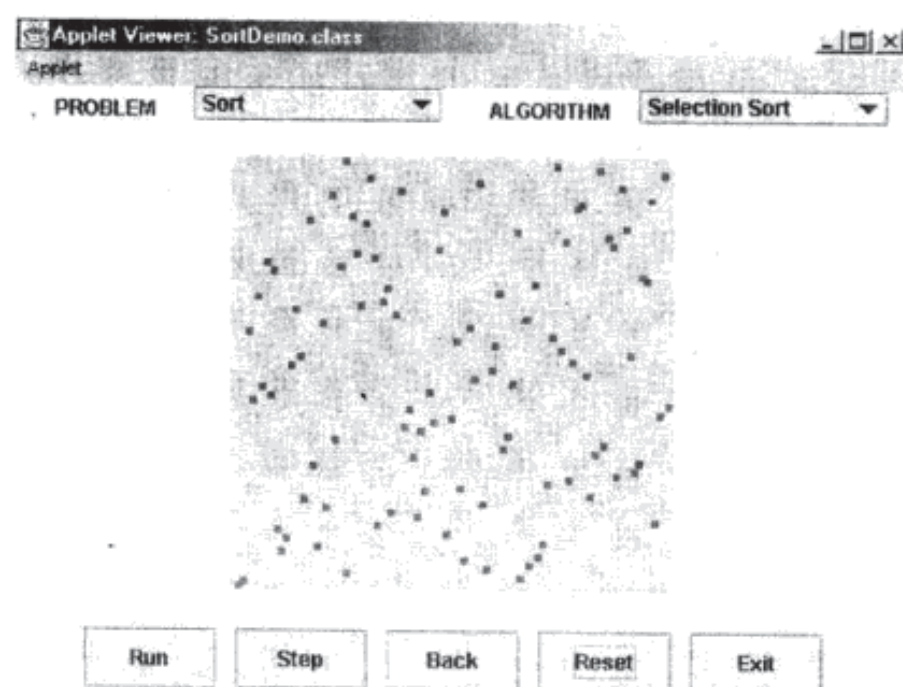 Applet Viewer: SortDemo.class
Applet
PROBLEM Sort ALGORITHM Selection Sort
Run Step Back Reset Exit